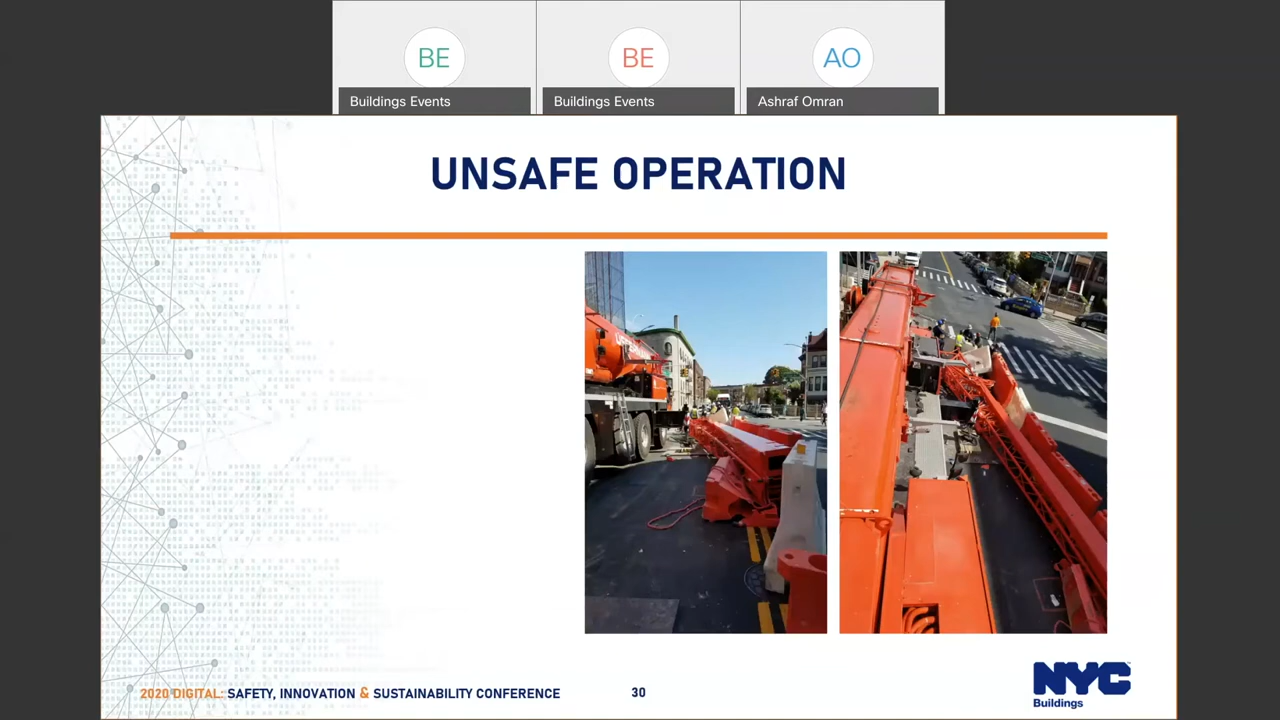 BE
BE
AO
Buildings Events
Buildings Events
Ashraf Omran
UNSAFE OPERATION
2020 DIGITAL: SAFETY, INNOVATION & SUSTAINABILITY CONFERENCE
30
NYC
Buildings